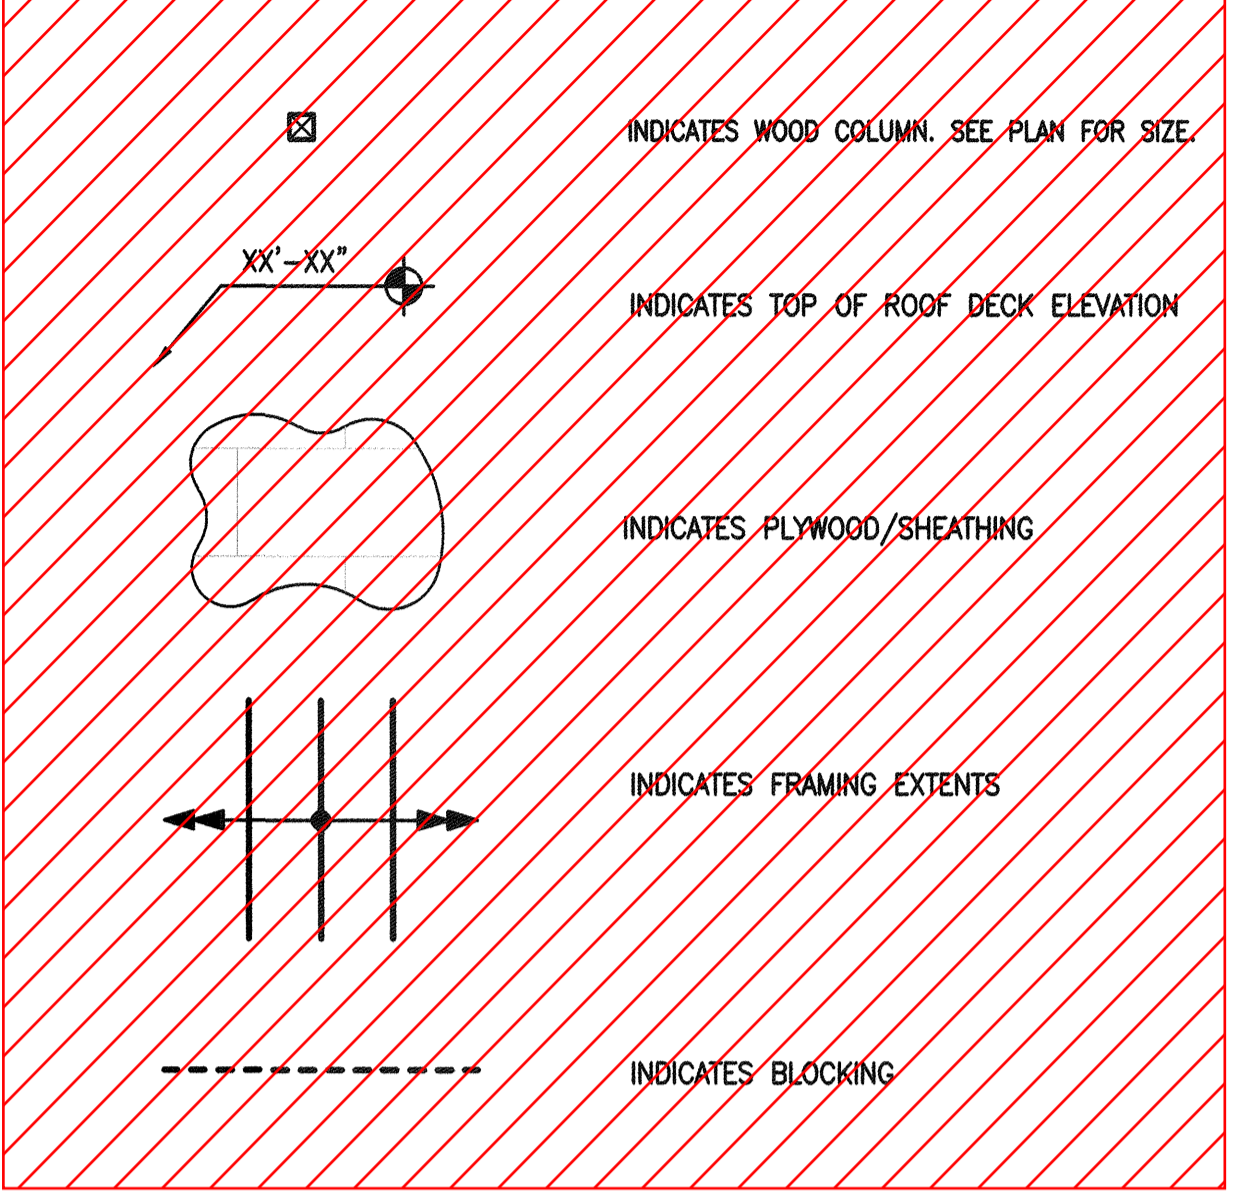 INDICATES WOOD COLUMN. SEE PLAN FOR SIZE.
XX'-XX"
INDICATES TOP OF ROOF DECK ELEVATION
INDICATES PLYWOOD/SHEATHING
INDICATES FRAMING EXTENTS
INDICATES BLOCKING